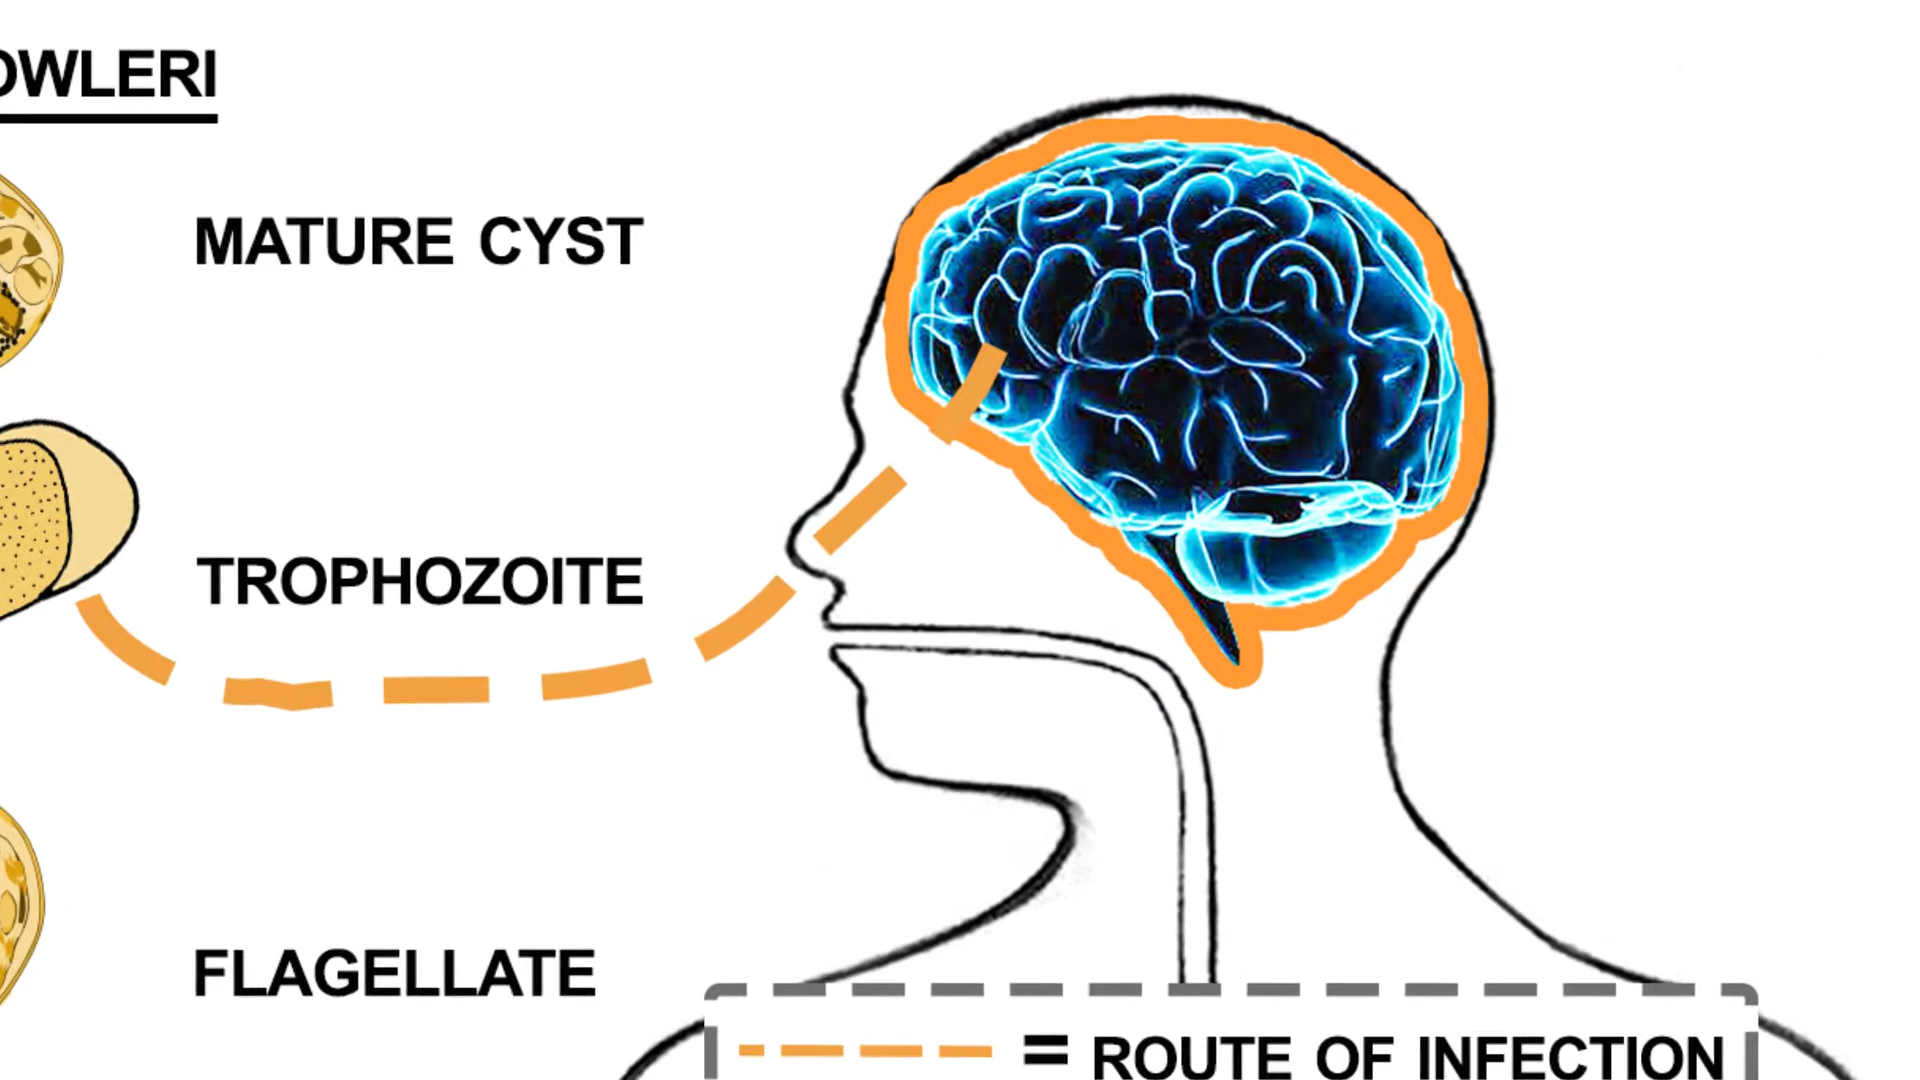 OWLERI
MATURE CYST
TROPHOZOITE
FLAGELLATE
= ROUTE OF INFECTION